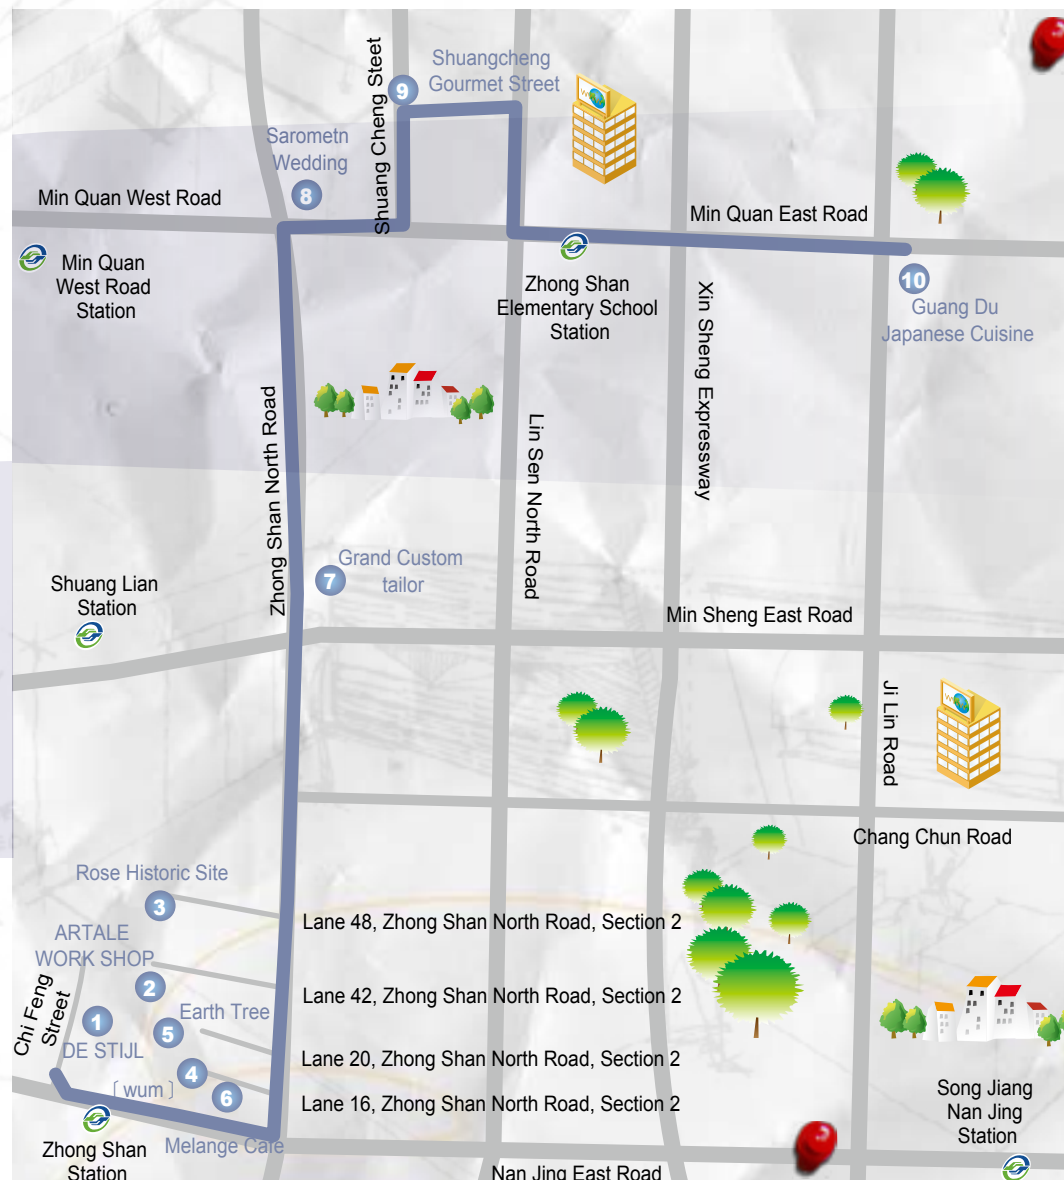 Shuangcheng
Gourmet Street
9
Shuang Cheng Steet
Sarometn
Wedding
8
Min Quan West Road
Min Quan East Road
Min Quan
West Road
Station
Zhong Shan
Elementary School
Station
10
Guang Du
Japanese Cuisine
Xin Sheng Expressway
Zhong Shan North Road
Lin Sen North Road
7
Grand Custom
tailor
Shuang Lian
Station
Min Sheng East Road
Ji Lin Road
Chang Chun Road
Rose Historic Site
3
Lane 48, Zhong Shan North Road, Section 2
ARTALE
WORK SHOP
2
Lane 42, Zhong Shan North Road, Section 2
Chi Feng
Street
1
DE STIJL
Earth Tree
5
Lane 20, Zhong Shan North Road, Section 2
〔wum〕
4
6
Lane 16, Zhong Shan North Road, Section 2
Melange Cafe
Zhong Shan
Station
Nan Jing East Road
Song Jiang
Nan Jing
Station